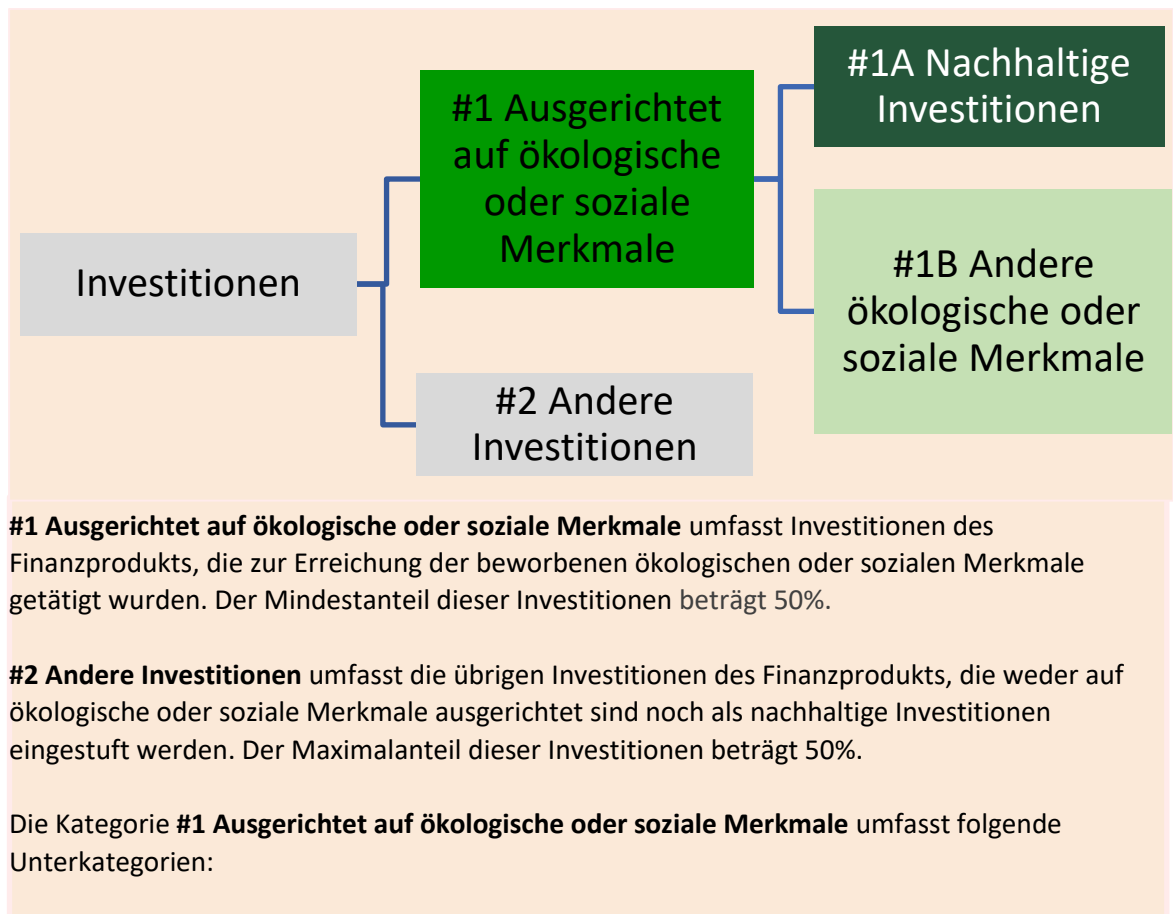 #1A Nachhaltige
Investitionen
#1 Ausgerichtet
auf ökologische
oder soziale
Merkmale
#1B Andere
ökologische oder
soziale Merkmale
Investitionen
#2 Andere
Investitionen
#1 Ausgerichtet auf ökologische oder soziale Merkmale umfasst Investitionen des
Finanzprodukts, die zur Erreichung der beworbenen ökologischen oder sozialen Merkmale
getätigt wurden. Der Mindestanteil dieser Investitionen beträgt 50%.
#2 Andere Investitionen umfasst die übrigen Investitionen des Finanzprodukts, die weder auf
ökologische oder soziale Merkmale ausgerichtet sind noch als nachhaltige Investitionen
eingestuft werden. Der Maximalanteil dieser Investitionen beträgt 50%.
Die Kategorie #1 Ausgerichtet auf ökologische oder soziale Merkmale umfasst folgende
Unterkategorien: